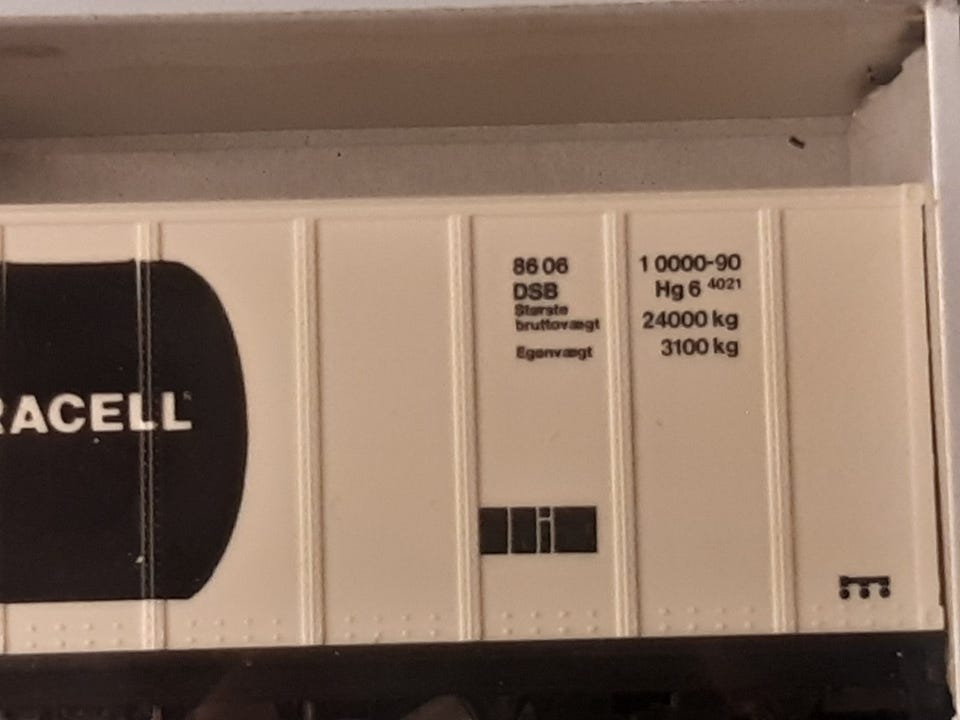 RACELL
86 06 1 0000-90
DSB Hg 6 4021
Største
bruttovægt 24000 kg
Egenvægt 3100 kg